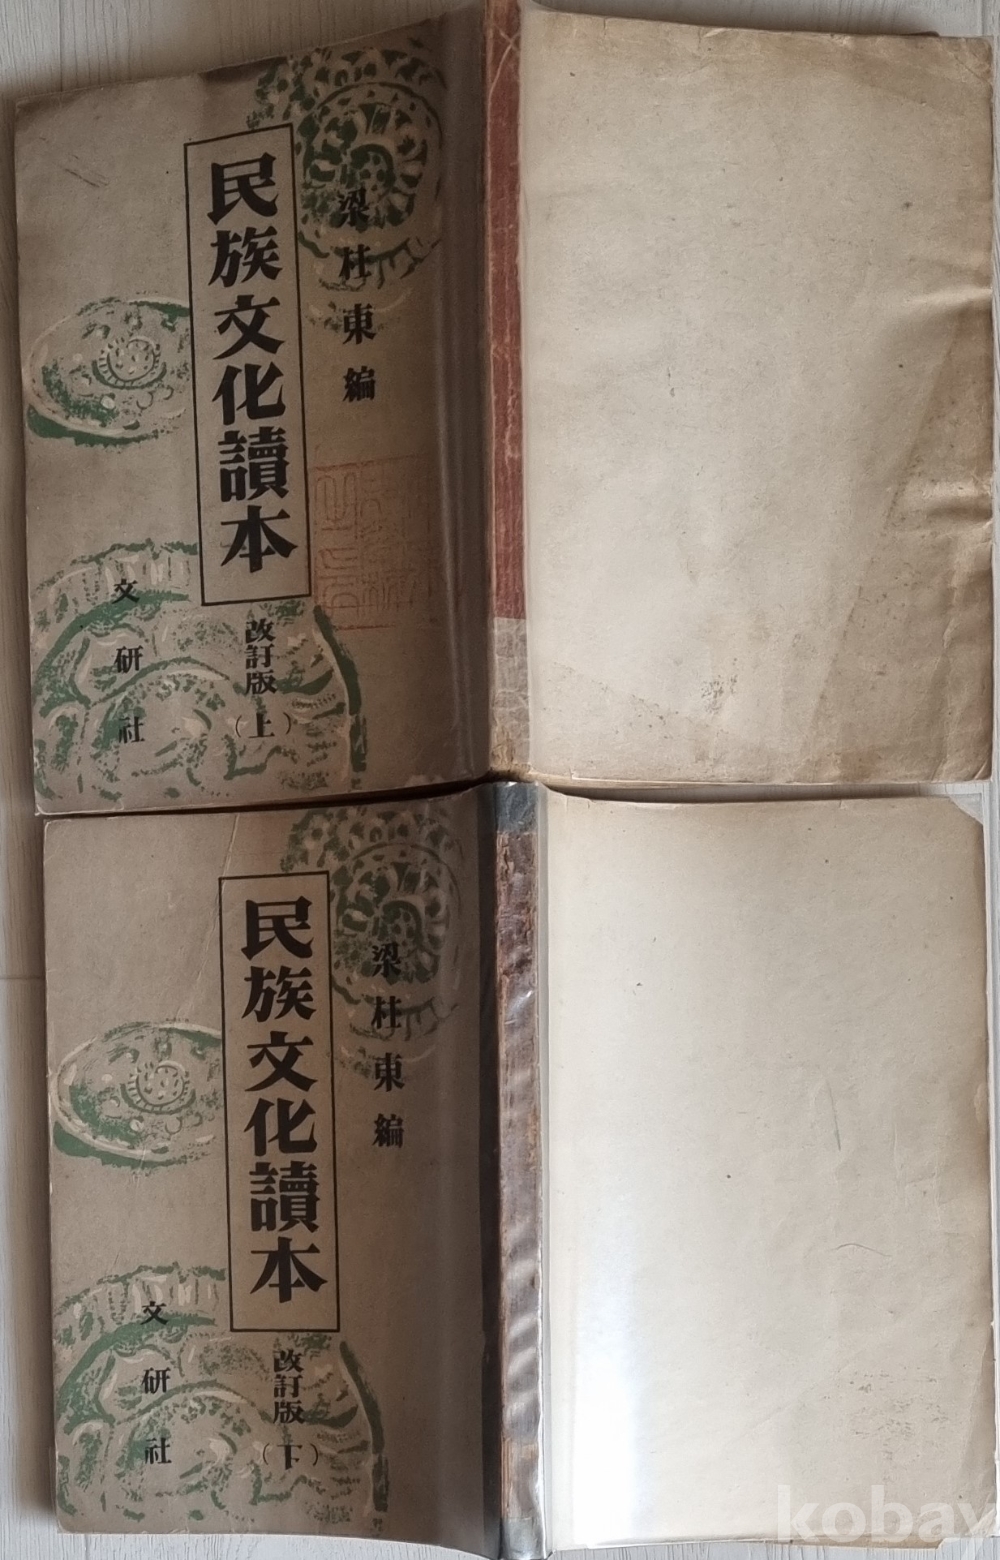 梁柱東編
民族文化讀本
改訂版
(上)
文研社
梁柱東編
民族文化讀本
改訂版
(下)
文研社
kobay